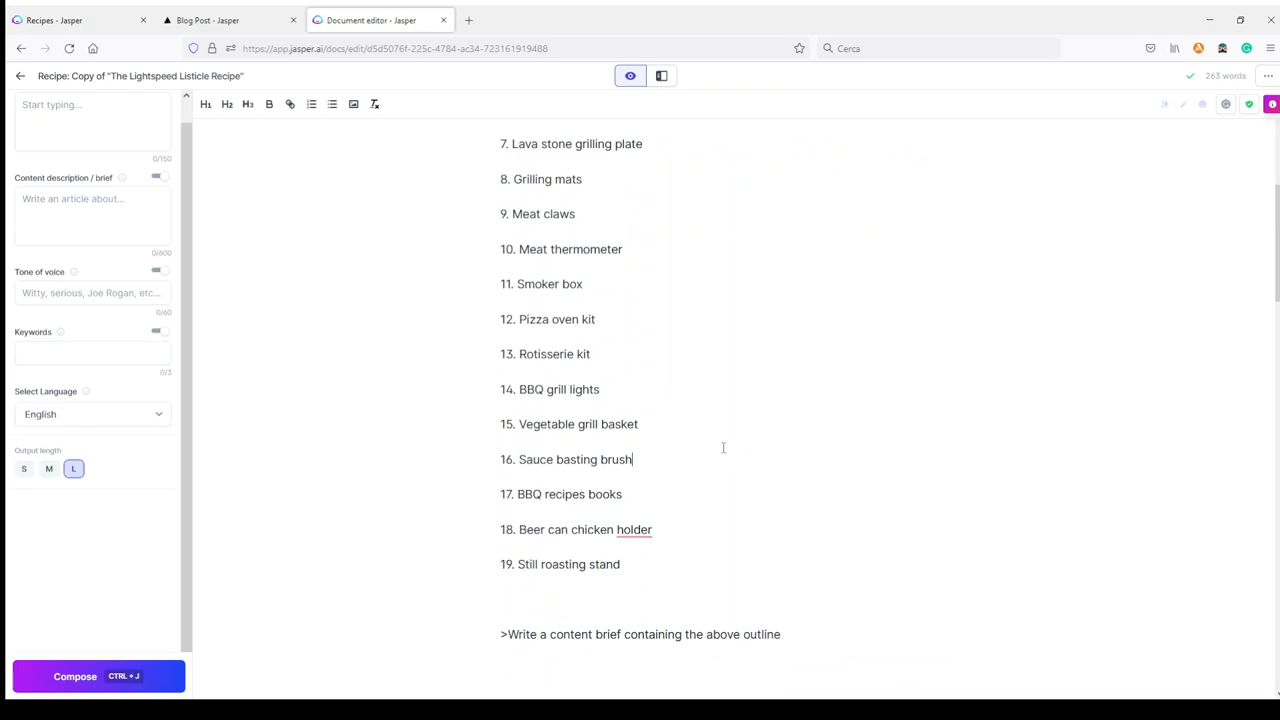 Recipes - Jasper
Blog Post - Jasper
Document editor - Jasper
https://app.jasper.ai/docs/edit/d5d5076f-225c-4784-ac34-723161919488
Cerca
Recipe: Copy of "The Lightspeed Listicle Recipe"
263 words
H1 H2 H3 B
Start typing...
0/150
Content description / brief
Write an article about...
0/600
Tone of voice
Witty, serious, Joe Rogan, etc...
0/60
Keywords
0/3
Select Language
English
Output length
S M L
Compose CTRL + J
7. Lava stone grilling plate
8. Grilling mats
9. Meat claws
10. Meat thermometer
11. Smoker box
12. Pizza oven kit
13. Rotisserie kit
14. BBQ grill lights
15. Vegetable grill basket
16. Sauce basting brush
17. BBQ recipes books
18. Beer can chicken holder
19. Still roasting stand
>Write a content brief containing the above outline